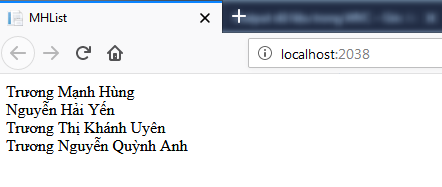 MHList
localhost:2038
Trương Mạnh Hùng
Nguyễn Hải Yến
Trương Thị Khánh Uyên
Trương Nguyễn Quỳnh Anh